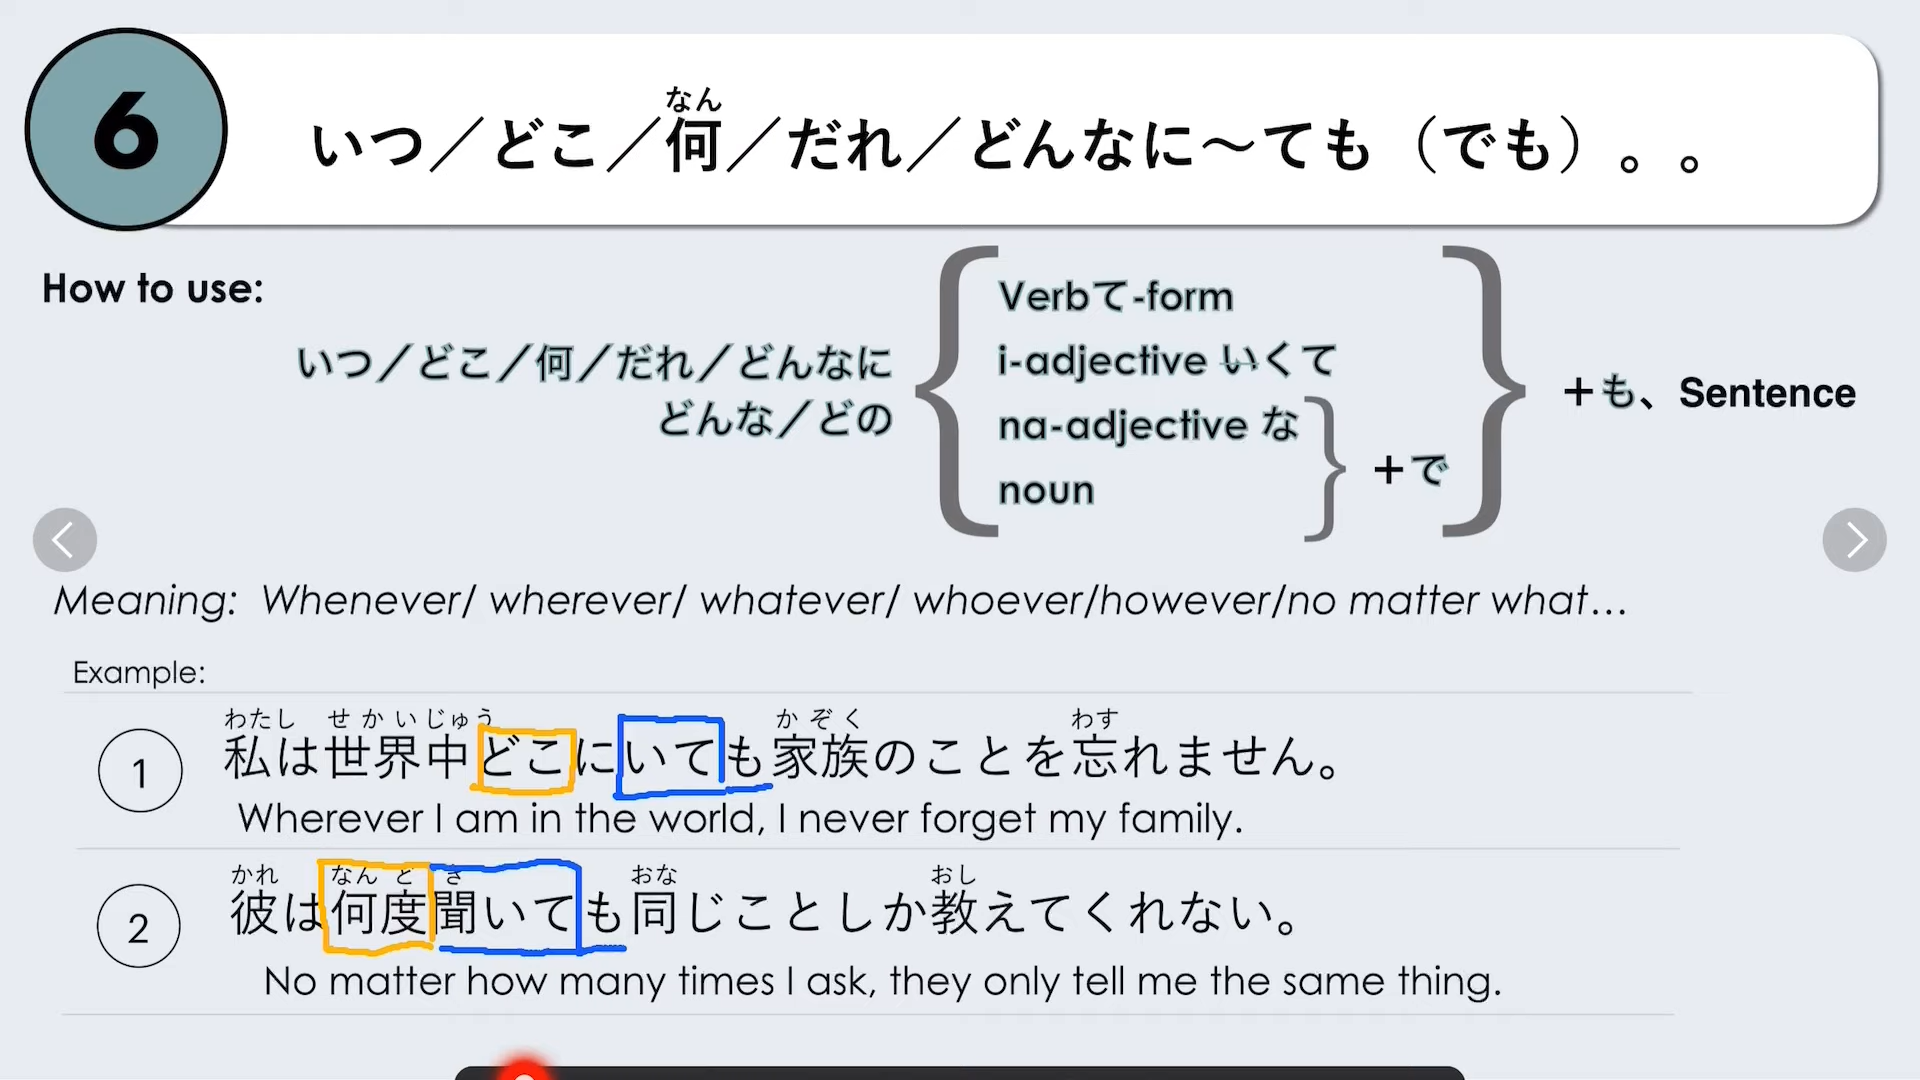 6
なん
いつ／どこ／何／だれ／どんなに～ても（でも）。。
How to use:
いつ／どこ／何／だれ／どんなに
どんな／どの
Verbて-form
i-adjective いくて
na-adjective な
noun
＋で
＋も、Sentence
Meaning: Whenever/ wherever/ whatever/ whoever/however/no matter what...
Example:
わたし せかいじゅう かぞく わす
1 私は世界中どこにいても家族のことを忘れません。
Wherever I am in the world, I never forget my family.
かれ なんど き おな おし
2 彼は何度聞いても同じことしか教えてくれない。
No matter how many times I ask, they only tell me the same thing.